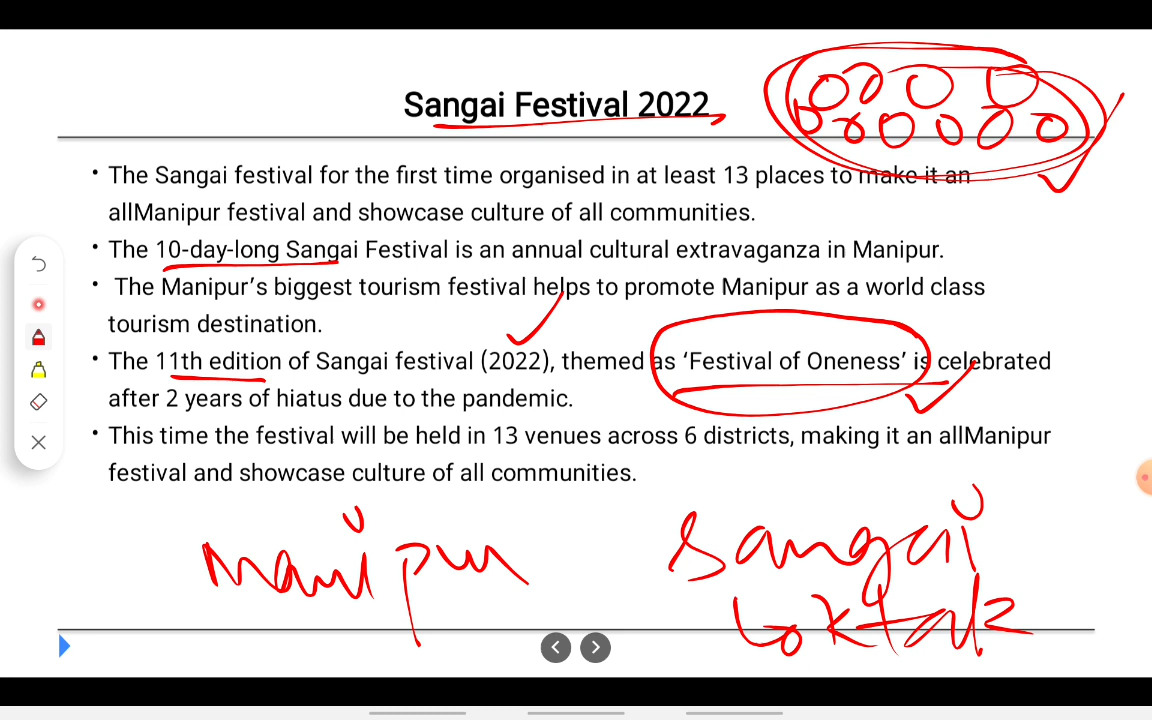 Sangai Festival 2022
• The Sangai festival for the first time organised in at least 13 places to make it an
allManipur festival and showcase culture of all communities.
• The 10-day-long Sangai Festival is an annual cultural extravaganza in Manipur.
• The Manipur's biggest tourism festival helps to promote Manipur as a world class
tourism destination.
• The 11th edition of Sangai festival (2022), themed as ‘Festival of Oneness’ is celebrated
after 2 years of hiatus due to the pandemic.
• This time the festival will be held in 13 venues across 6 districts, making it an allManipur
festival and showcase culture of all communities.
manipur sangai
loktak